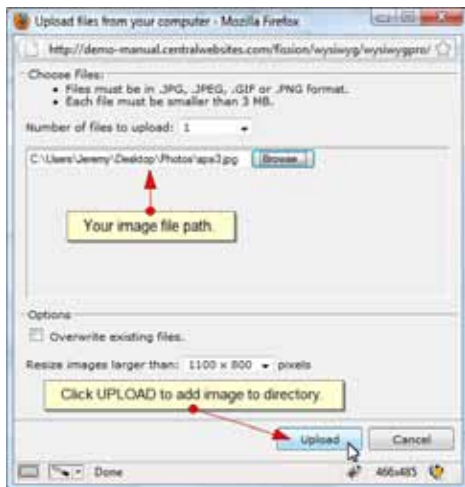 Upload files from your computer - Mozilla Firefox
http://demo-manual.centralwebsites.com/fission/wysiwyg/wysiwygpro/
Choose Files:
• Files must be in .JPG, .JPEG, .GIF or .PNG format.
• Each file must be smaller than 3 MB.
Number of files to upload: 1
C:\Users\Jeremy\Desktop\Photos\apa3.jpg Browse...
Your image file path.
Options
Overwrite existing files.
Resize images larger than: 1100 x 800 pixels
Click UPLOAD to add image to directory.
Upload Cancel
Done 466x485